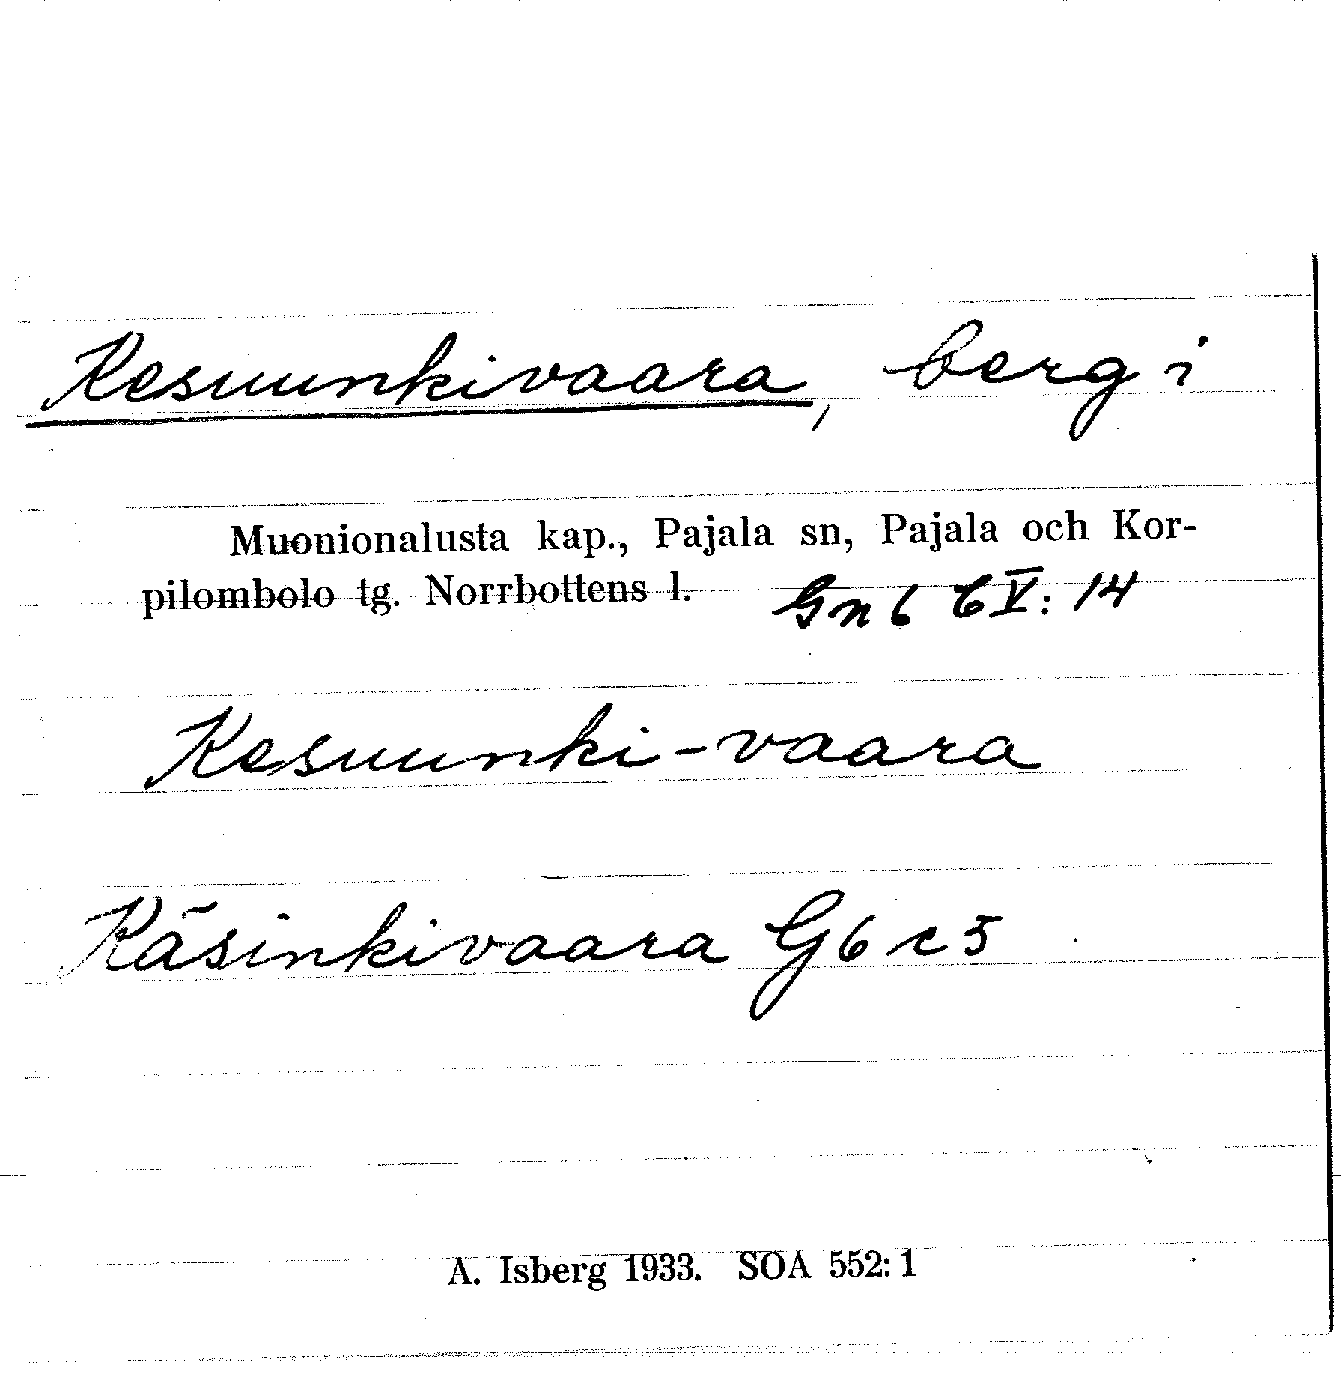 Kesuunkivaara, berg i
Muonionalusta kap., Pajala sn, Pajala och Kor-
pilombolo tg. Norrbottens l. Gn 6 C V: 14
Kesuunki-vaara
Käsinkivaara G6c5
A. Isberg 1933. SOA 552: 1